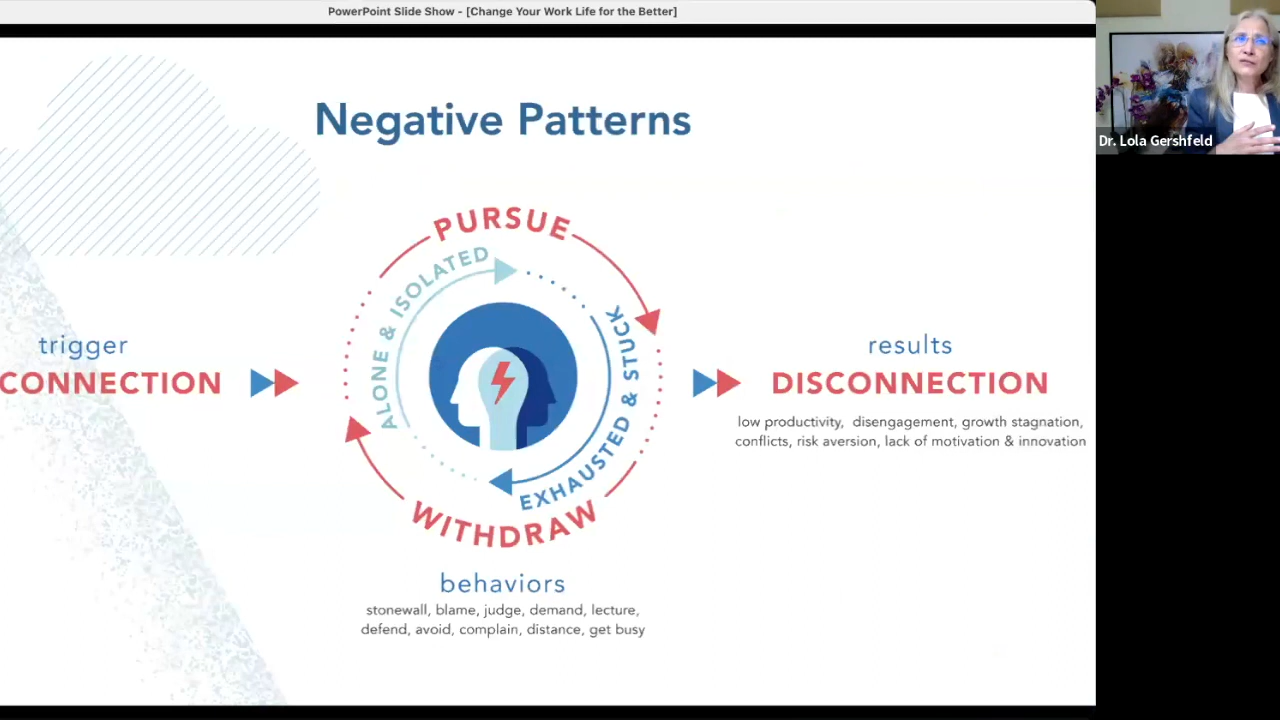 PowerPoint Slide Show - [Change Your Work Life for the Better]
Dr. Lola Gershfeld
Negative Patterns
PURSUE
ALONE & ISOLATED
EXHAUSTED & STUCK
WITHDRAW
trigger
CONNECTION
results
DISCONNECTION
low productivity, disengagement, growth stagnation,
conflicts, risk aversion, lack of motivation & innovation
behaviors
stonewall, blame, judge, demand, lecture,
defend, avoid, complain, distance, get busy